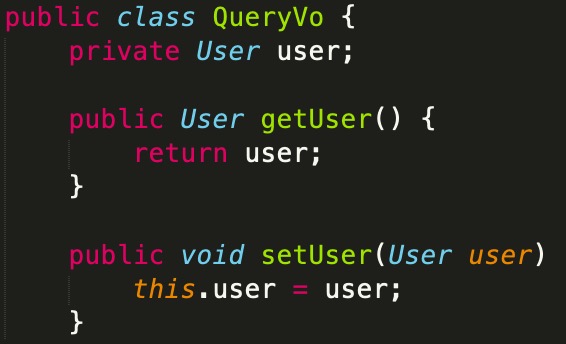 public class QueryVo {
    private User user;

    public User getUser() {
        return user;
    }

    public void setUser(User user)
        this.user = user;
    }